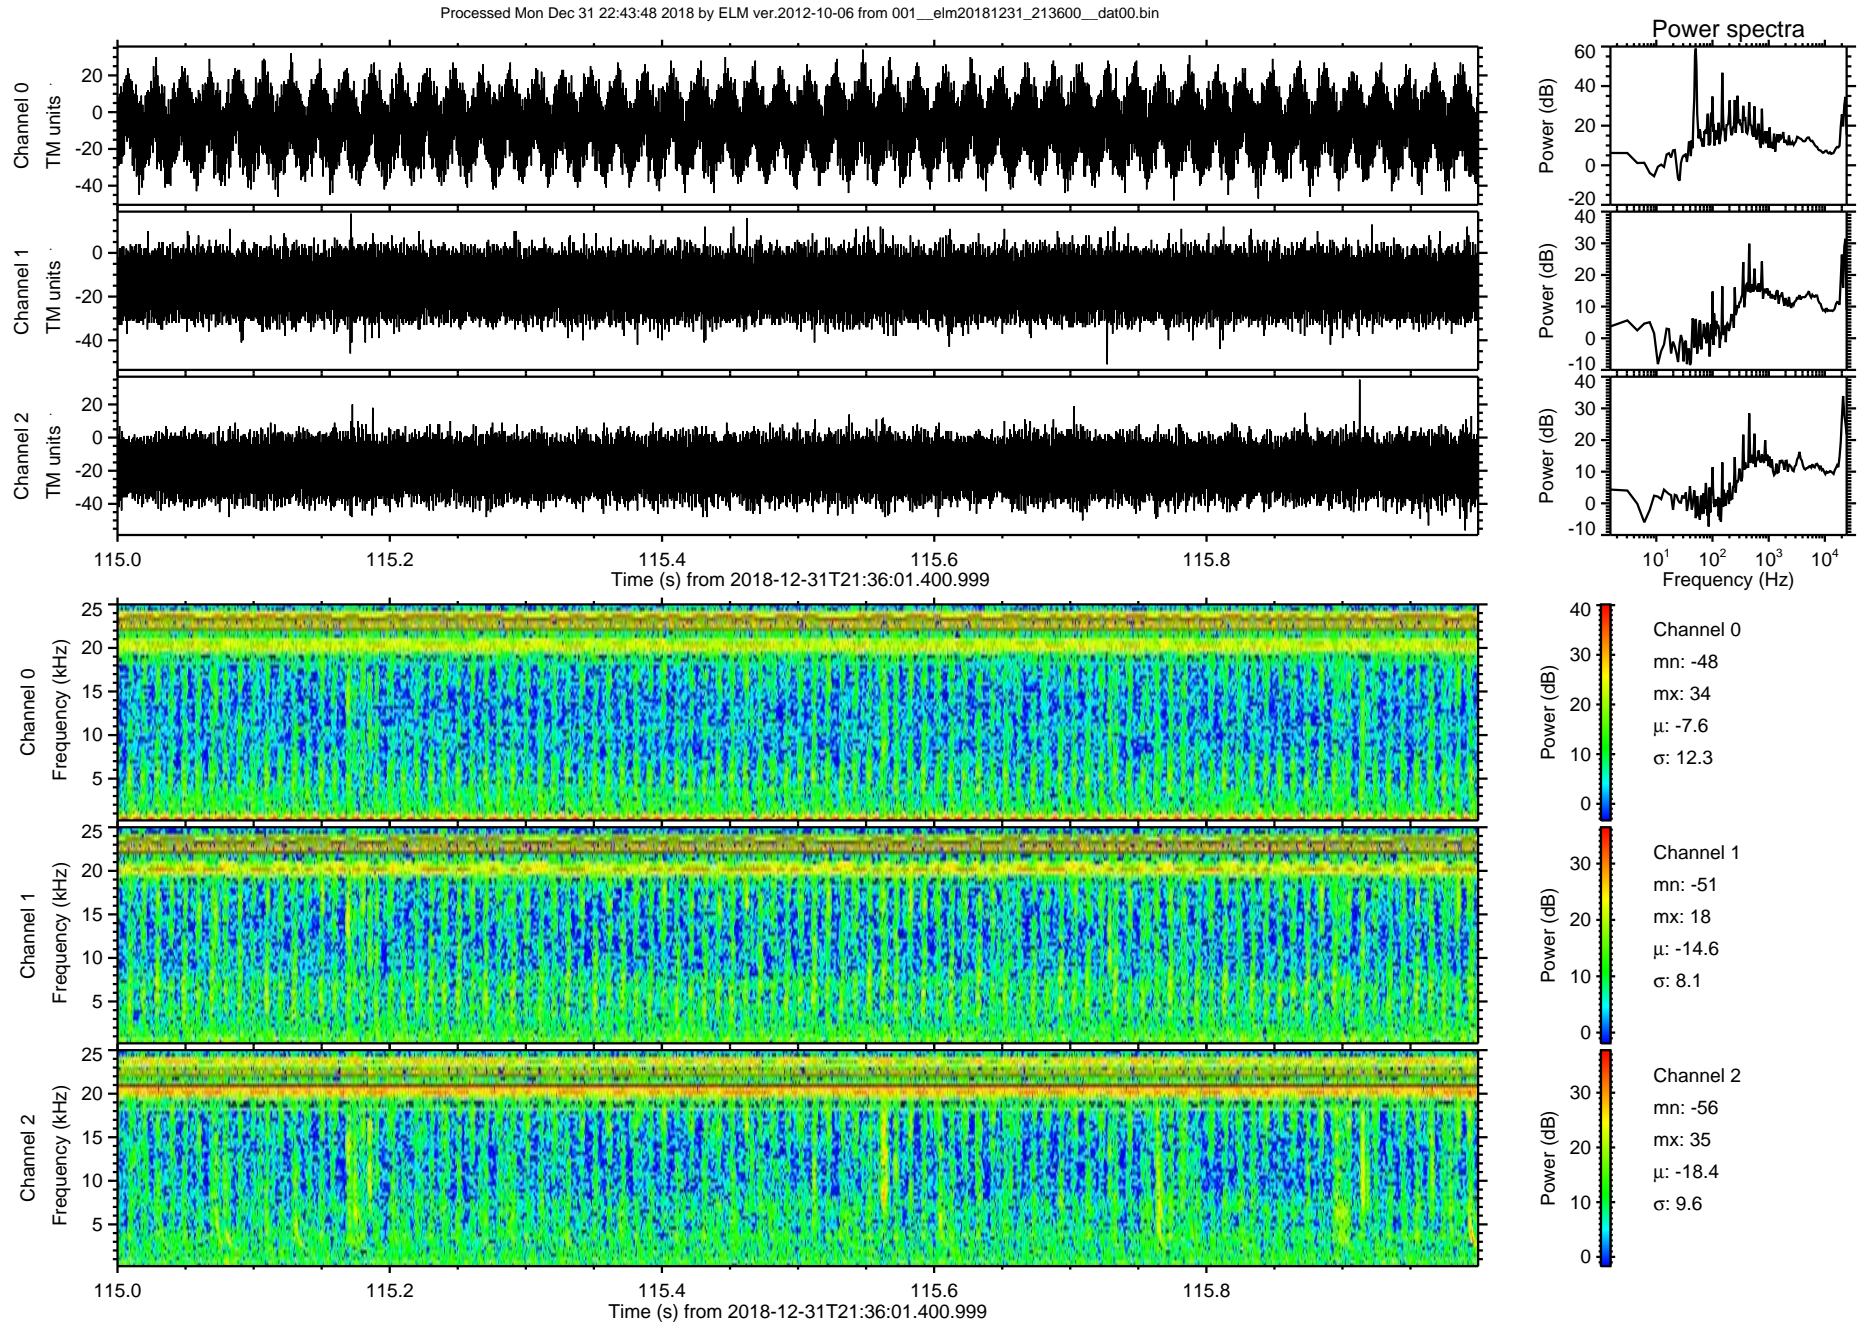 Processed Mon Dec 31 22:43:48 2018 by ELM ver.2012-10-06 from 001__elm20181231_213600__dat00.bin
Power spectra
Channel 0
TM units
20
0
-20
-40
Power (dB)
60
40
20
0
-20
Channel 1
TM units
0
-20
-40
Power (dB)
40
30
20
10
0
-10
Channel 2
TM units
20
0
-20
-40
Power (dB)
40
30
20
10
0
-10
115.0 115.2 115.4 115.6 115.8
Time (s) from 2018-12-31T21:36:01.400.999
10¹ 10² 10³ 10⁴
Frequency (Hz)
Channel 0
Frequency (kHz)
25
20
15
10
5
Power (dB)
40
30
20
10
0
Channel 0
mn: -48
mx: 34
μ: -7.6
σ: 12.3
Channel 1
Frequency (kHz)
25
20
15
10
5
Power (dB)
30
20
10
0
Channel 1
mn: -51
mx: 18
μ: -14.6
σ: 8.1
Channel 2
Frequency (kHz)
25
20
15
10
5
Power (dB)
30
20
10
0
Channel 2
mn: -56
mx: 35
μ: -18.4
σ: 9.6
115.0 115.2 115.4 115.6 115.8
Time (s) from 2018-12-31T21:36:01.400.999